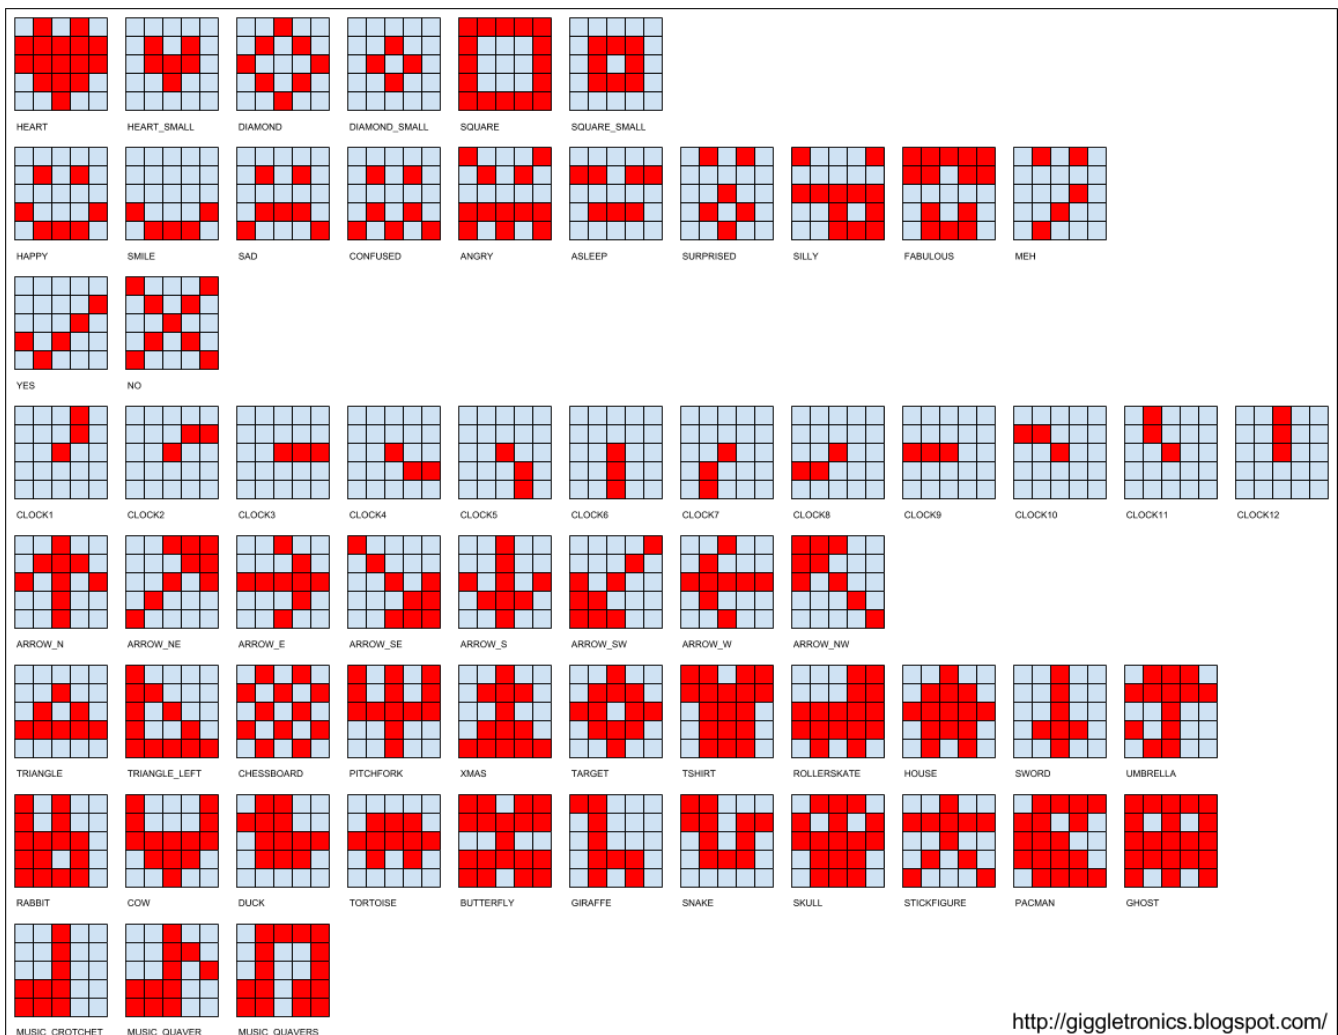 HEART HEART_SMALL DIAMOND DIAMOND_SMALL SQUARE SQUARE_SMALL
HAPPY SMILE SAD CONFUSED ANGRY ASLEEP SURPRISED SILLY FABULOUS MEH
YES NO
CLOCK1 CLOCK2 CLOCK3 CLOCK4 CLOCK5 CLOCK6 CLOCK7 CLOCK8 CLOCK9 CLOCK10 CLOCK11 CLOCK12
ARROW_N ARROW_NE ARROW_E ARROW_SE ARROW_S ARROW_SW ARROW_W ARROW_NW
TRIANGLE TRIANGLE_LEFT CHESSBOARD PITCHFORK XMAS TARGET TSHIRT ROLLERSKATE HOUSE SWORD UMBRELLA
RABBIT COW DUCK TORTOISE BUTTERFLY GIRAFFE SNAKE SKULL STICKFIGURE PACMAN GHOST
MUSIC_CROTCHET MUSIC_QUAVER MUSIC_QUAVERS
http://giggletronics.blogspot.com/